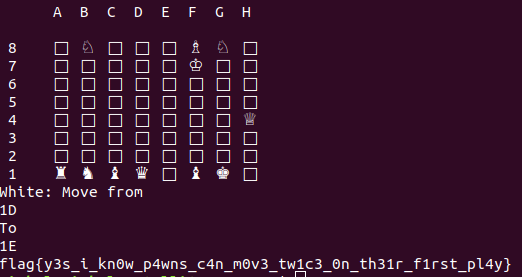 A B C D E F G H
8 □ ♘ □ □ □ ♗ ♘ □
7 □ □ □ □ □ ♔ □ □
6 □ □ □ □ □ □ □ □
5 □ □ □ □ □ □ □ □
4 □ □ □ □ □ □ □ ♕
3 □ □ □ □ □ □ □ □
2 □ □ □ □ □ □ □ □
1 ♜ ♞ ♝ ♛ □ ♝ ♚ □
White: Move from
1D
To
1E
flag{y3s_i_kn0w_p4wns_c4n_m0v3_tw1c3_0n_th31r_f1rst_pl4y}